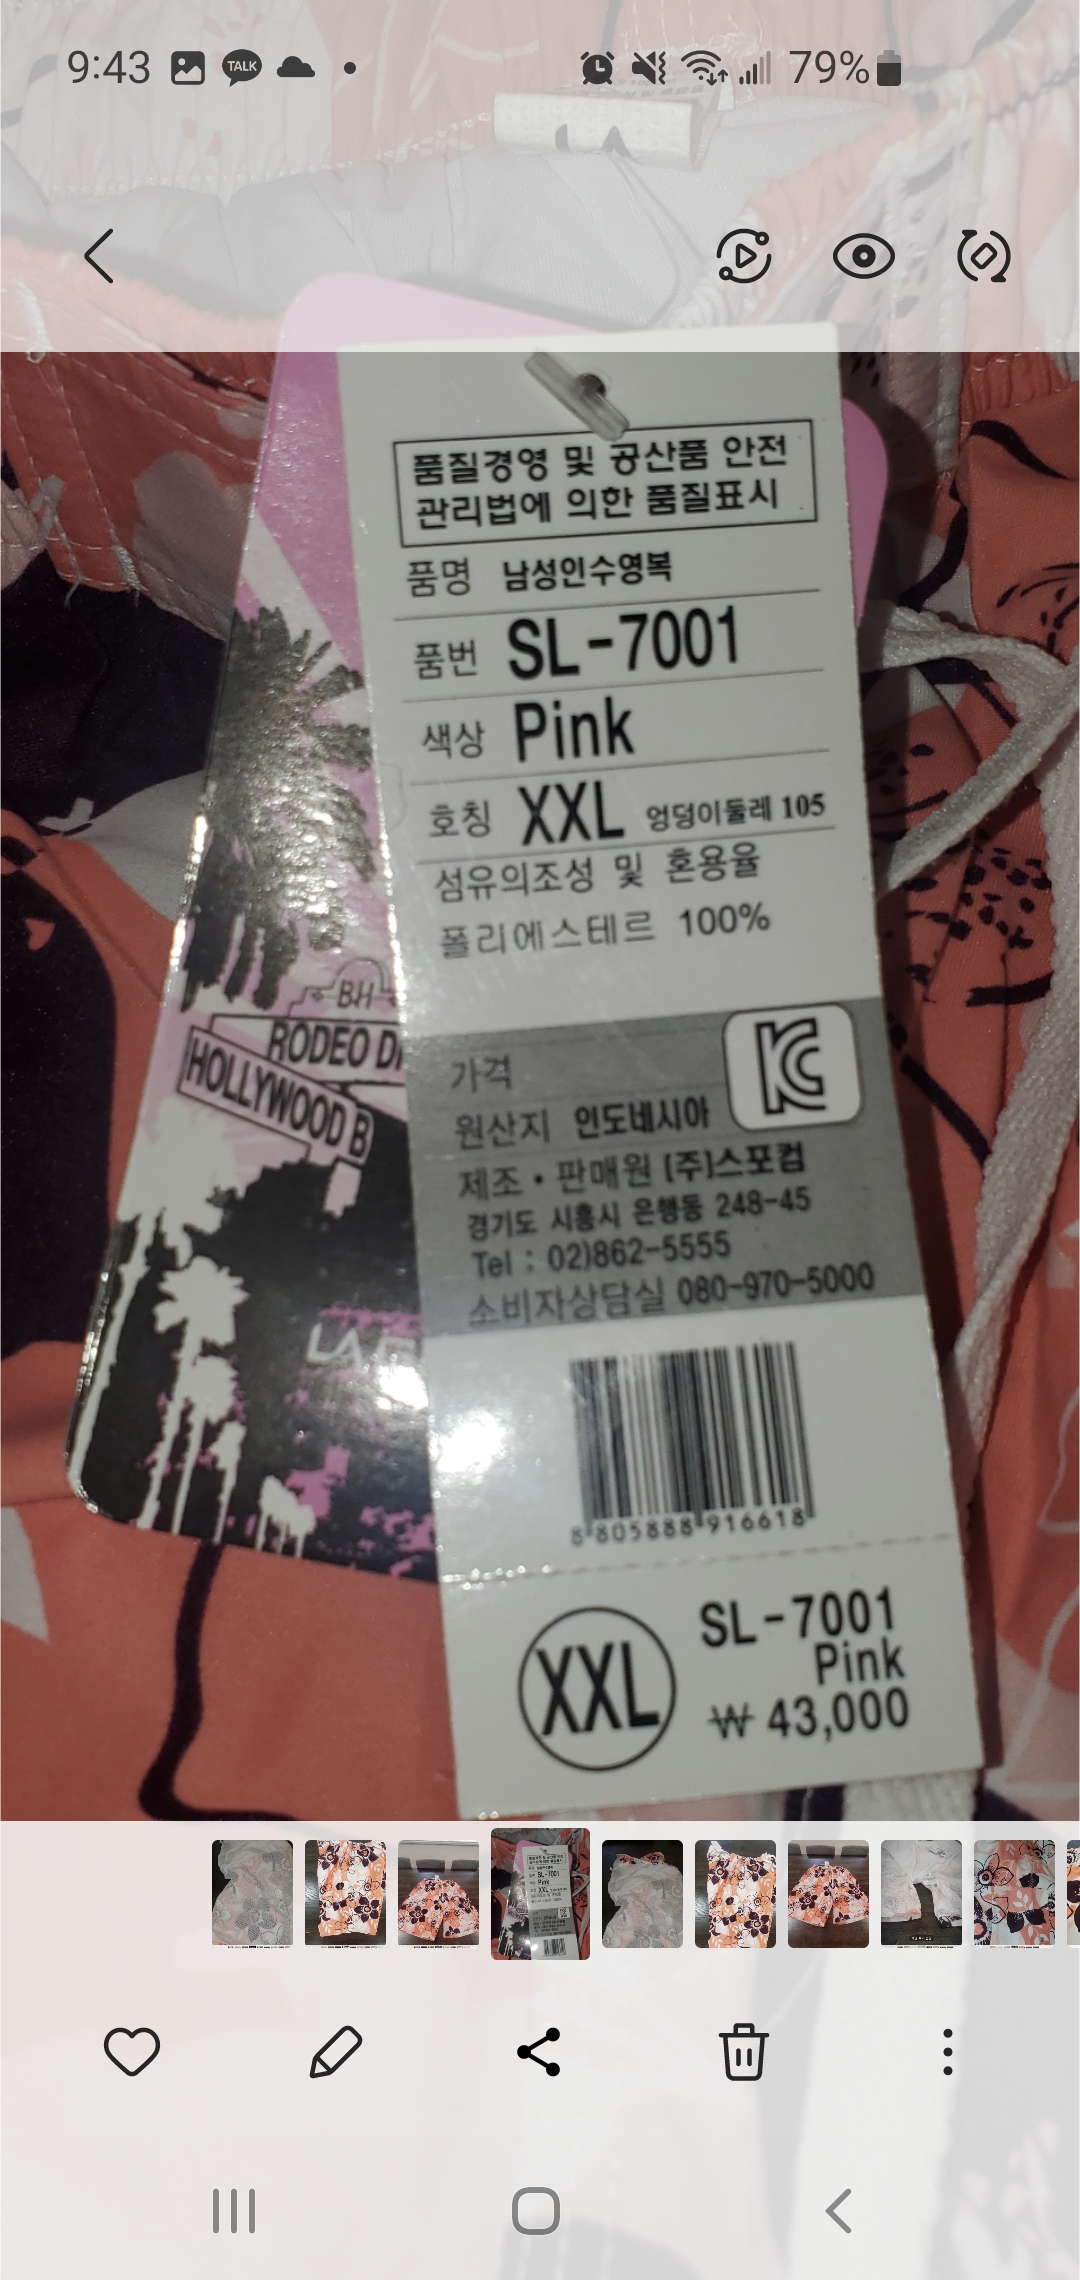 9:43 TALK 79%
품질경영 및 공산품 안전
관리법에 의한 품질표시
품명 남성인수영복
품번 SL-7001
색상 Pink
호칭 XXL 엉덩이둘레 105
섬유의조성 및 혼용율
폴리에스테르 100%
BH
RODEO
HOLLYWOOD B
가격
원산지 인도네시아
제조・판매원 (주)스포컴
경기도 시흥시 은행동 248-45
Tel : 02)862-5555
소비자상담실 080-970-5000
LA
8 805888 916618
XXL
SL-7001
Pink
₩ 43,000